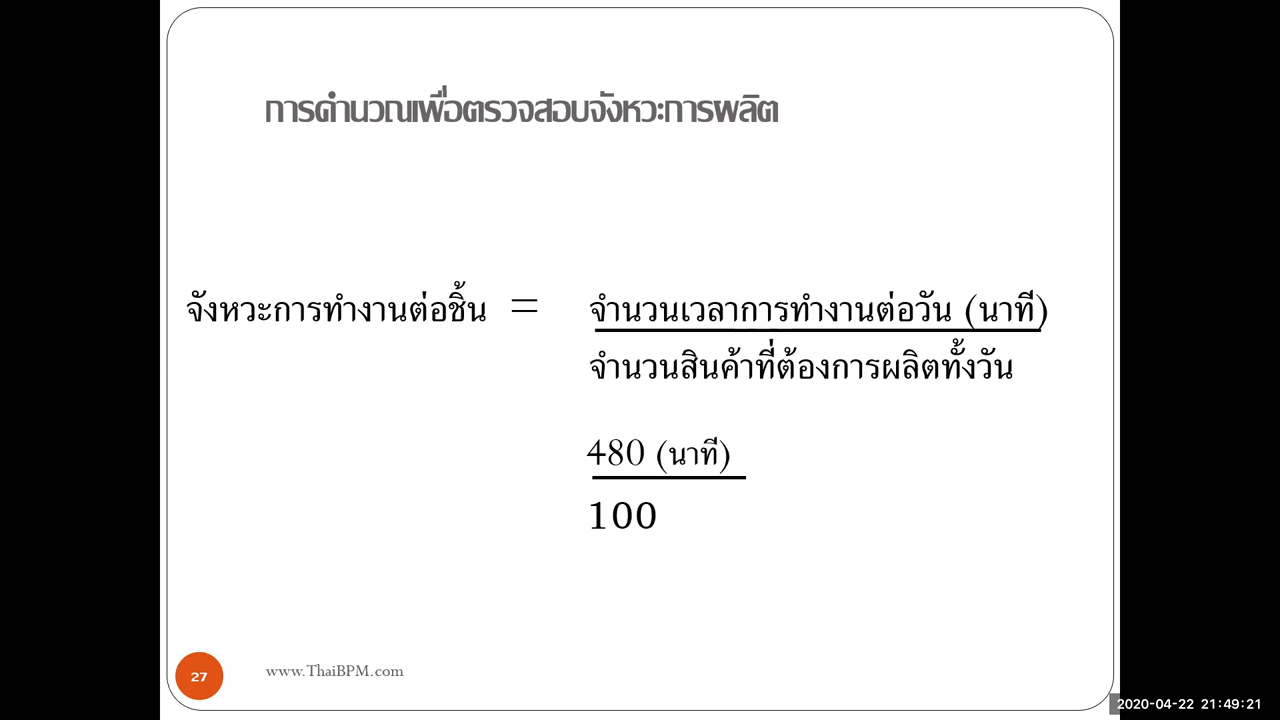 การคำนวณเพื่อตรวจสอบจังหวะการผลิต
จังหวะการทำงานต่อชิ้น = จำนวนเวลาการทำงานต่อวัน (นาที)
จำนวนสินค้าที่ต้องการผลิตทั้งวัน
480 (นาที)
100
27
www.ThaiBPM.com
2020-04-22 21:49:21